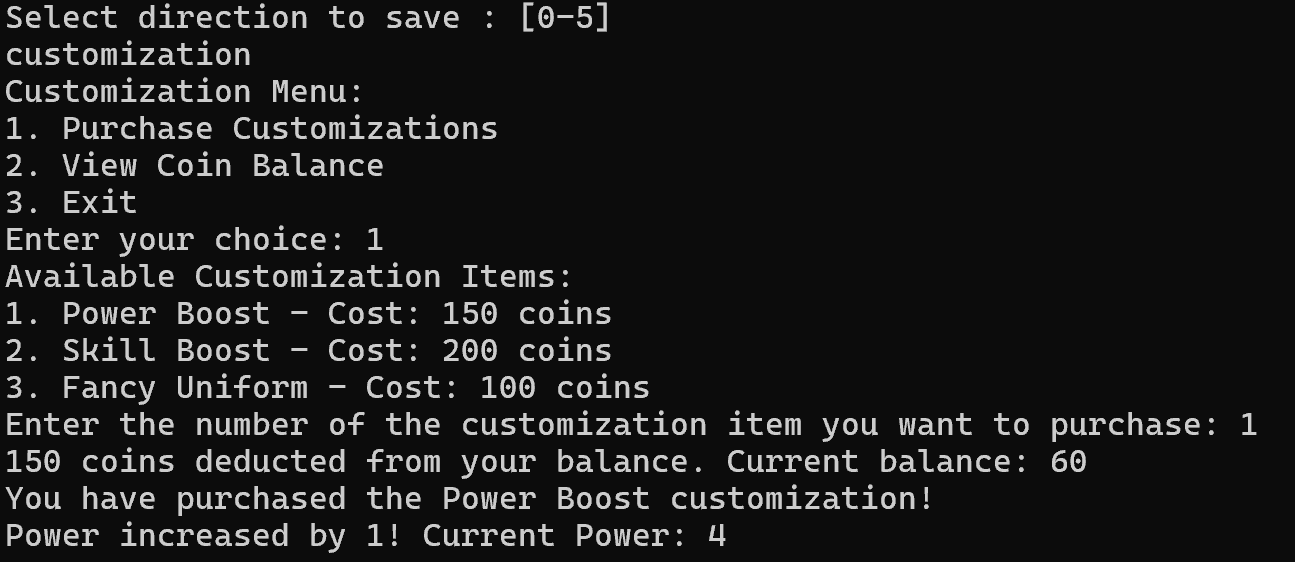 Select direction to save : [0-5]
customization
Customization Menu:
1. Purchase Customizations
2. View Coin Balance
3. Exit
Enter your choice: 1
Available Customization Items:
1. Power Boost - Cost: 150 coins
2. Skill Boost - Cost: 200 coins
3. Fancy Uniform - Cost: 100 coins
Enter the number of the customization item you want to purchase: 1
150 coins deducted from your balance. Current balance: 60
You have purchased the Power Boost customization!
Power increased by 1! Current Power: 4